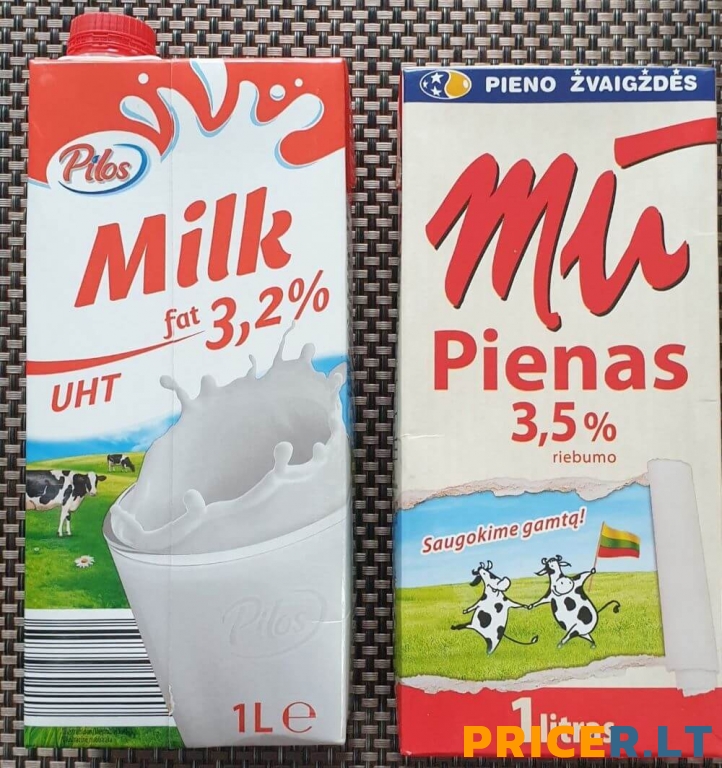 Pilos
Milk
fat 3,2%
UHT
Pilos
1L e
PIENO ŽVAIGŽDĖS
mū
Pienas
3,5%
riebumo
Saugokime gamtą!
1 litras
PRICER.LT